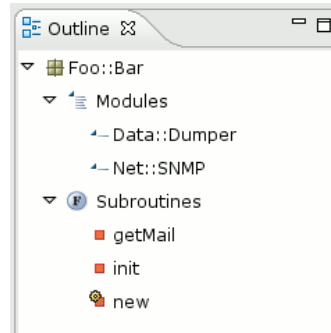 Outline
Foo::Bar
Modules
Data::Dumper
Net::SNMP
F Subroutines
getMail
init
new